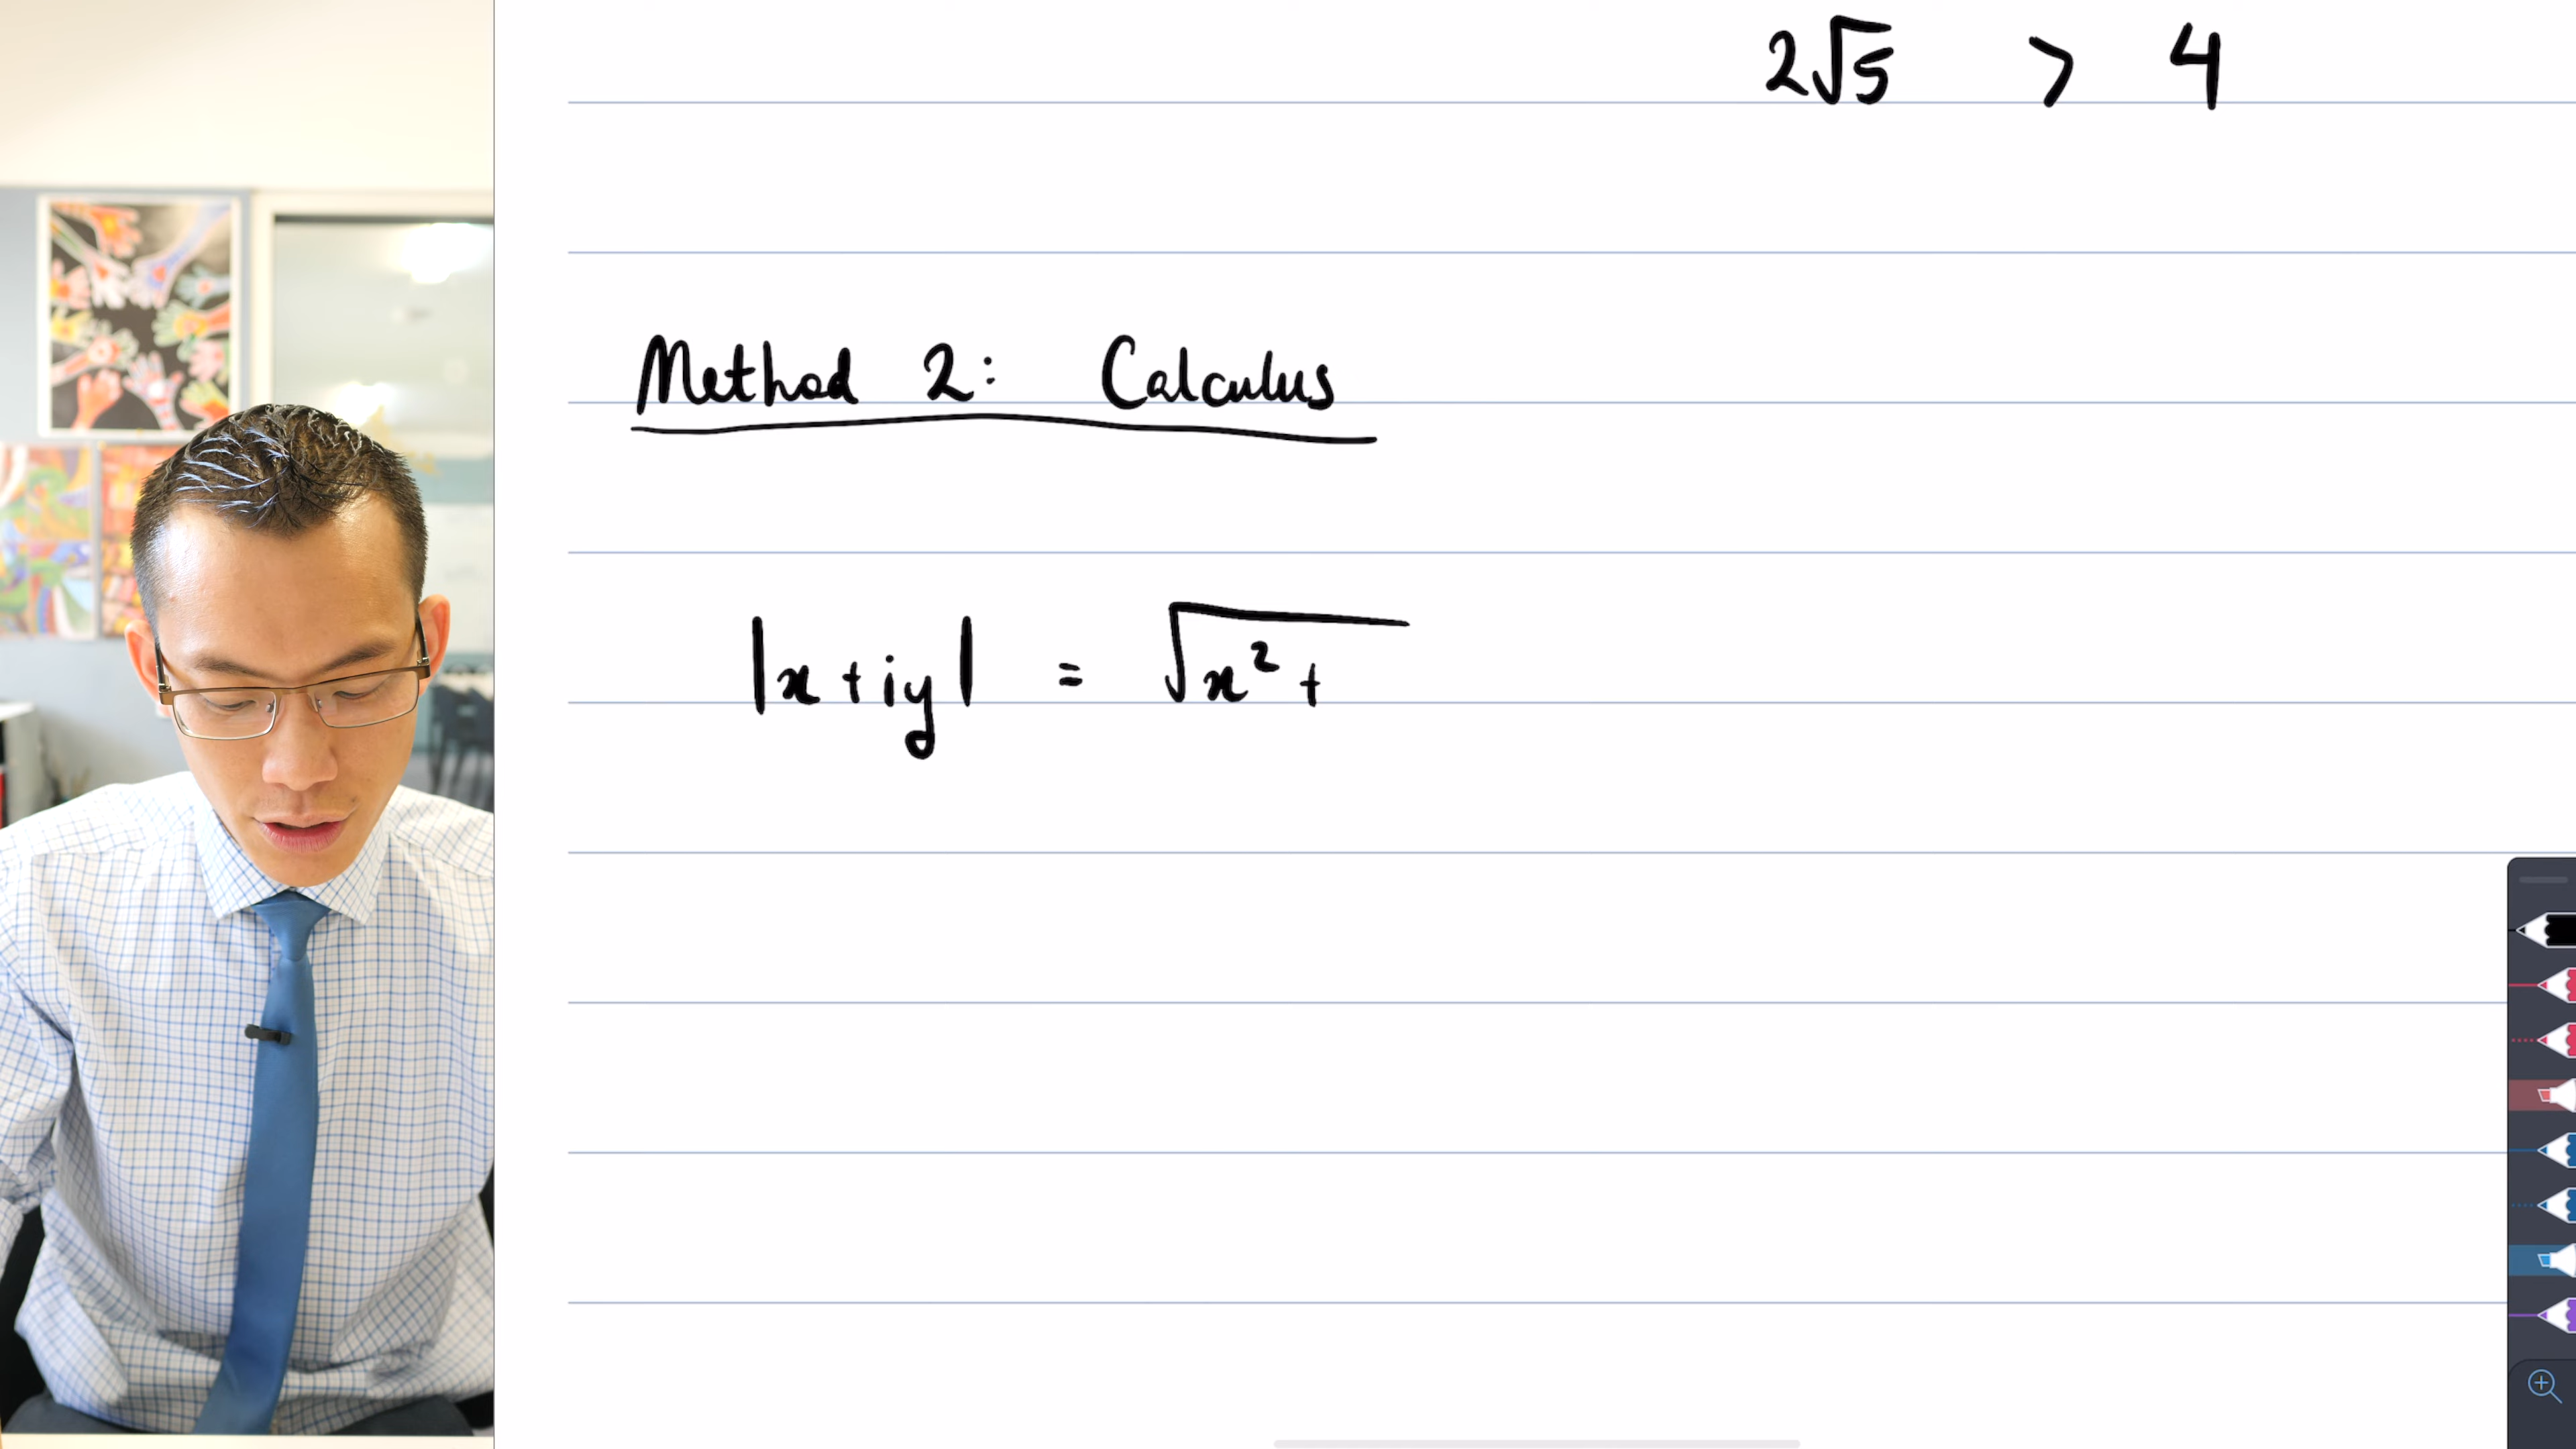 2√5 > 4
Method 2: Calculus
|x + iy| = √x² +